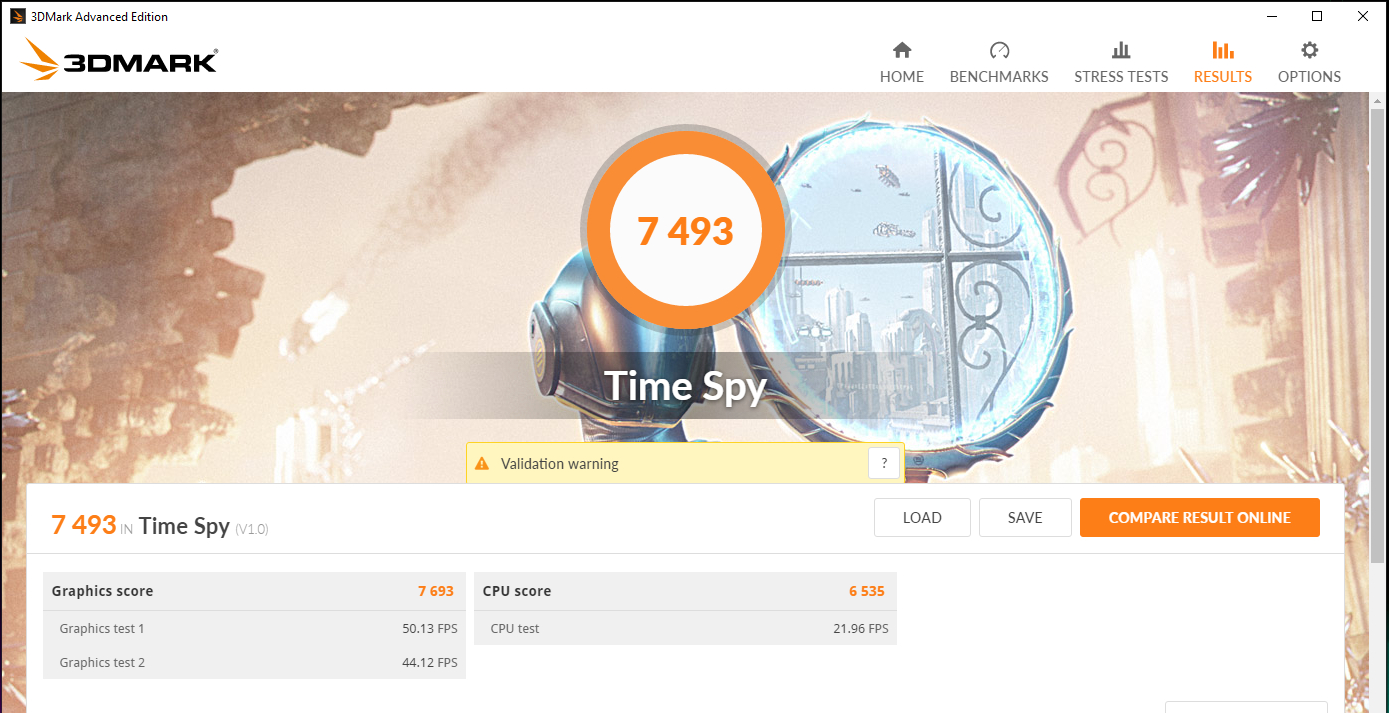 3DMark Advanced Edition
3DMARK®
HOME BENCHMARKS STRESS TESTS RESULTS OPTIONS
7 493
Time Spy
Validation warning ?
7 493 IN Time Spy (V1.0)
LOAD SAVE COMPARE RESULT ONLINE
Graphics score 7 693
Graphics test 1 50.13 FPS
Graphics test 2 44.12 FPS
CPU score 6 535
CPU test 21.96 FPS